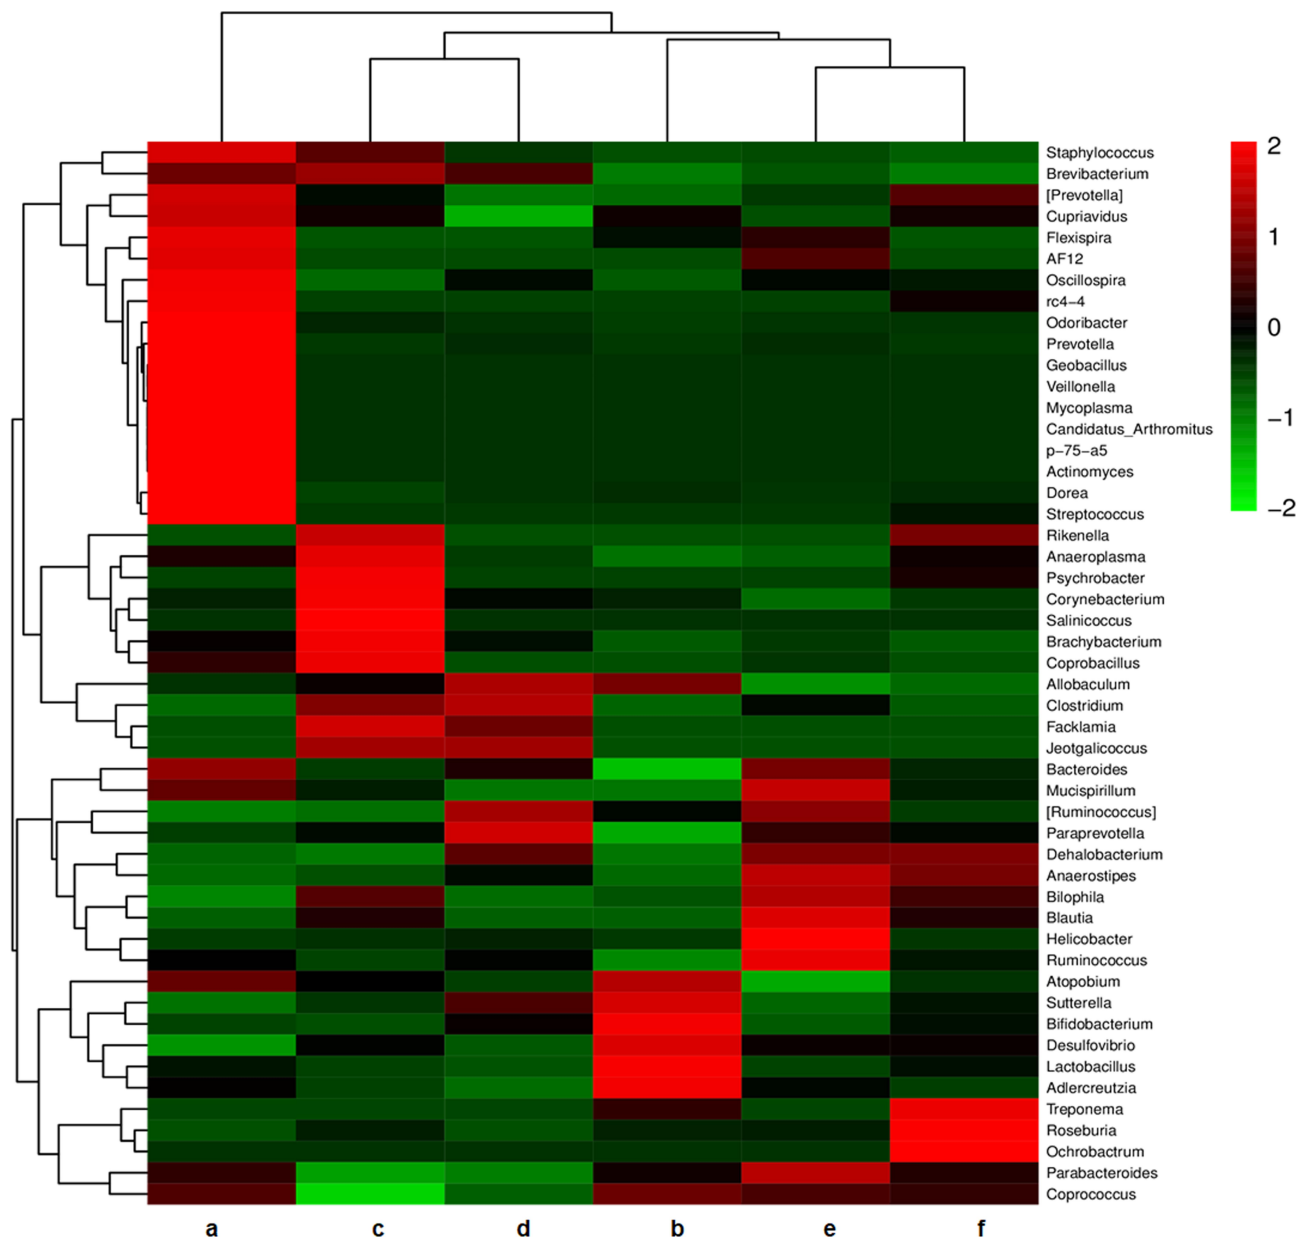 Staphylococcus
Brevibacterium
[Prevotella]
Cupriavidus
Flexispira
AF12
Oscillospira
rc4−4
Odoribacter
Prevotella
Geobacillus
Veillonella
Mycoplasma
Candidatus_Arthromitus
p−75−a5
Actinomyces
Dorea
Streptococcus
Rikenella
Anaeroplasma
Psychrobacter
Corynebacterium
Salinicoccus
Brachybacterium
Coprobacillus
Allobaculum
Clostridium
Facklamia
Jeotgalicoccus
Bacteroides
Mucispirillum
[Ruminococcus]
Paraprevotella
Dehalobacterium
Anaerostipes
Bilophila
Blautia
Helicobacter
Ruminococcus
Atopobium
Sutterella
Bifidobacterium
Desulfovibrio
Lactobacillus
Adlercreutzia
Treponema
Roseburia
Ochrobactrum
Parabacteroides
Coprococcus
2
1
0
−1
−2
a c d b e f